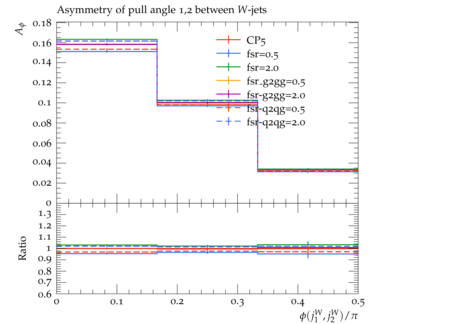 Asymmetry of pull angle 1,2 between W-jets
A_ϕ
0.18
0.16
0.14
0.12
0.1
0.08
0.06
0.04
0.02
0
CP5
fsr=0.5
fsr=2.0
fsr-g2gg=0.5
fsr-g2gg=2.0
fsr-q2qg=0.5
fsr-q2qg=2.0
Ratio
1.3
1.2
1.1
1
0.9
0.8
0.7
0.6
0 0.1 0.2 0.3 0.4 0.5
ϕ(j_1^W, j_2^W)/π